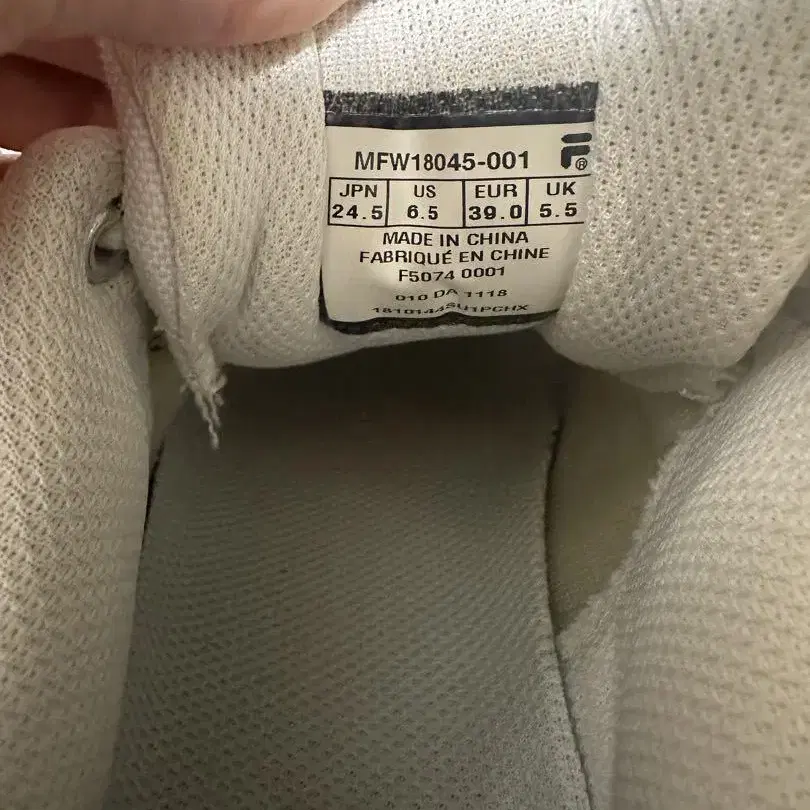 MFW18045-001 F®
JPN US EUR UK
24.5 6.5 39.0 5.5
MADE IN CHINA
FABRIQUÉ EN CHINE
F5074 0001
010 DA 1118